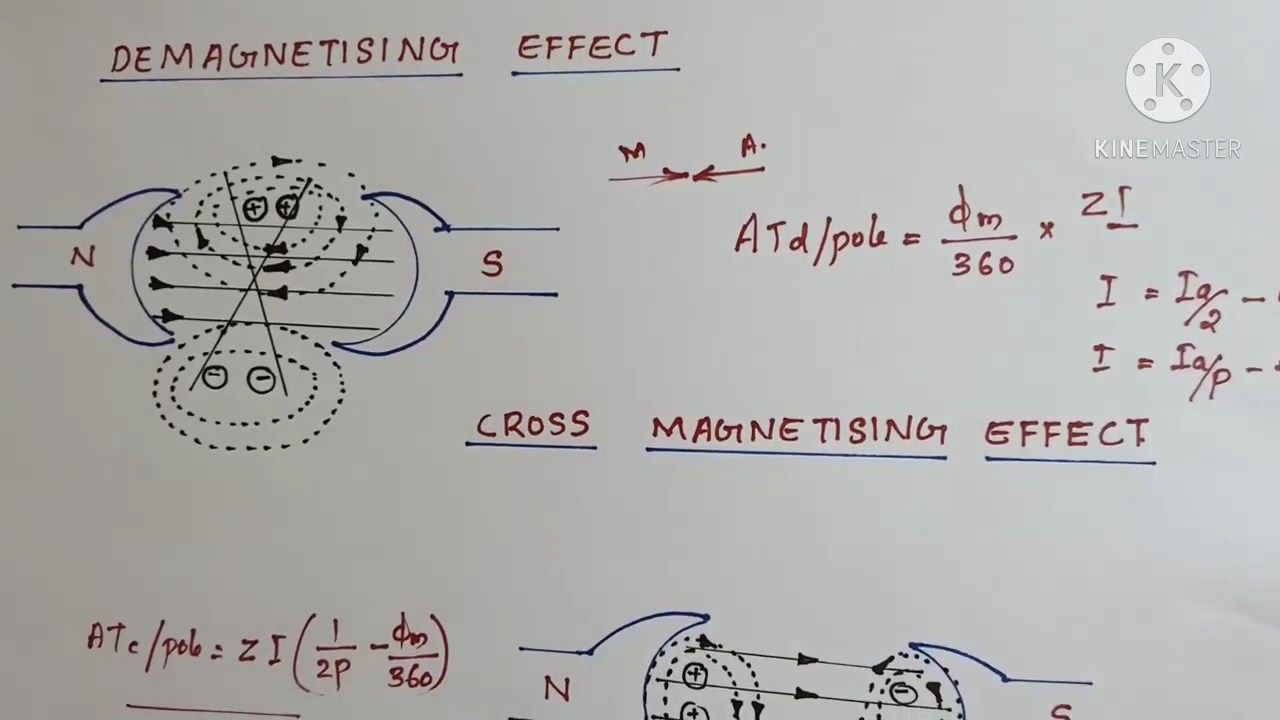 DEMAGNETISING EFFECT
K
KINEMASTER
M A.
ATd/pole = ϕm/360 × ZI
I = Ia/2 -
I = Ia/P -
N S
+ +
- -
CROSS MAGNETISING EFFECT
ATc/pole = ZI (1/2P - ϕm/360)
N S
+ -
+